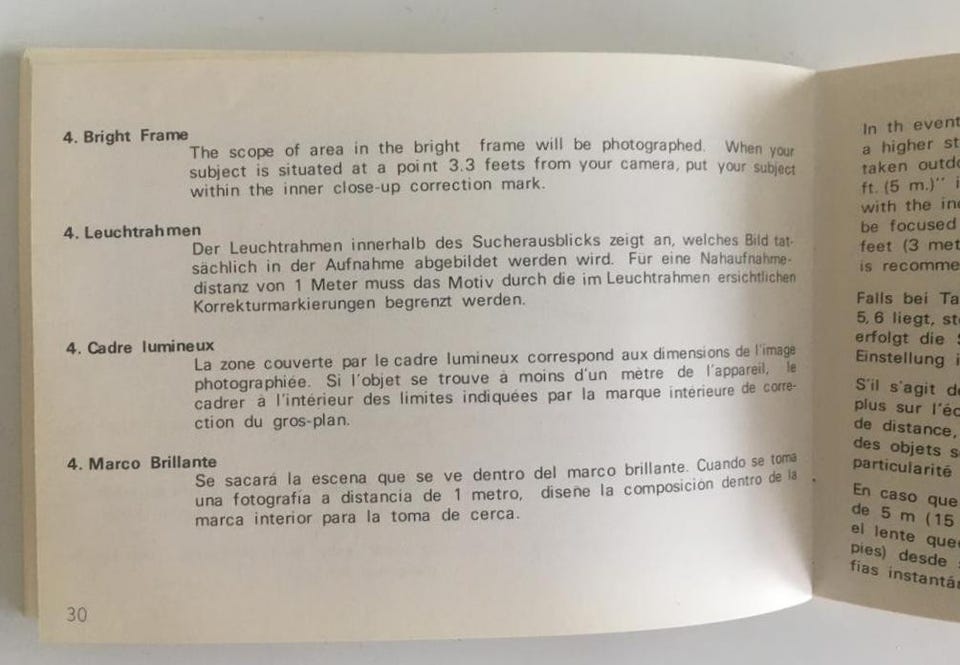 4. Bright Frame
The scope of area in the bright frame will be photographed. When your
subject is situated at a point 3.3 feets from your camera, put your subject
within the inner close-up correction mark.
4. Leuchtrahmen
Der Leuchtrahmen innerhalb des Sucherausblicks zeigt an, welches Bild tat-
sächlich in der Aufnahme abgebildet werden wird. Für eine Nahaufnahme-
distanz von 1 Meter muss das Motiv durch die im Leuchtrahmen ersichtlichen
Korrekturmarkierungen begrenzt werden.
4. Cadre lumineux
La zone couverte par le cadre lumineux correspond aux dimensions de l'image
photographiée. Si l'objet se trouve à moins d'un mètre de l'appareil, le
cadrer à l'intérieur des limites indiquées par la marque intérieure de corre-
ction du gros-plan.
4. Marco Brillante
Se sacará la escena que se ve dentro del marco brillante. Cuando se toma
una fotografía a distancia de 1 metro, diseñe la composición dentro de la
marca interior para la toma de cerca.
30
In th event
a higher st
taken outdo
ft. (5 m.)" i
with the in
be focused
feet (3 met
is recomme
Falls bei Ta
5,6 liegt, st
erfolgt die
Einstellung i
S'il s'agit d
plus sur l'éc
de distance,
des objets s
particularité
En caso que
de 5 m (15
el lente que
pies) desde
fías instantá